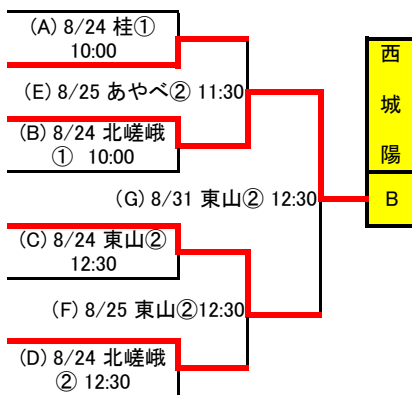 (A) 8/24 桂①
10:00
(E) 8/25 あやべ② 11:30
(B) 8/24 北嵯峨
① 10:00
(G) 8/31 東山② 12:30
(C) 8/24 東山②
12:30
(F) 8/25 東山②12:30
(D) 8/24 北嵯峨
② 12:30
西
城
陽
B